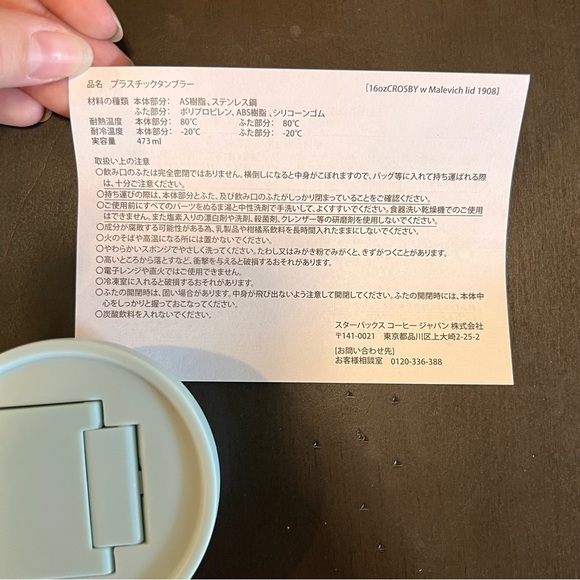 品名 プラスチックタンブラー
[16ozCROSBY w Malevich lid 1908]
材料の種類 本体部分: AS樹脂、ステンレス鋼
ふた部分: ポリプロピレン、ABS樹脂、シリコーンゴム
耐熱温度 本体部分: 80℃ ふた部分: 80℃
耐冷温度 本体部分: -20℃ ふた部分: -20℃
実容量 473ml
取扱い上の注意
○飲み口のふたは完全密閉ではありません。横倒しになると中身がこぼれますので、バッグ等に入れて持ち運ばれる際
は、十分ご注意ください。
○持ち運びの際は、本体部分とふた、及び飲み口のふたがしっかり閉まっていることをご確認ください。
○ご使用前にすべてのパーツをぬるま湯と中性洗剤で手洗いして、よくすすいでください。食器洗い乾燥機でのご使用
はできません。また塩素入りの漂白剤や洗剤、殺菌剤、クレンザー等の研磨剤を使用しないでください。
○成分が腐敗する可能性がある為、乳製品や柑橘系飲料を長時間入れたままにしないでください。
○火のそばや高温になる所には置かないでください。
○やわらかいスポンジでやさしく洗ってください。たわし又はみがき粉でみがくと、きずがつくことがあります。
○高いところから落とすなど、衝撃を与えると破損するおそれがあります。
○電子レンジや直火ではご使用できません。
○冷凍室に入れると破損するおそれがあります。
○ふたの開閉時は、固い場合があります。中身が飛び出ないよう注意して開閉してください。ふたの開閉時には、本体中
心をしっかりと握っておこなってください。
○炭酸飲料を入れないでください。
スターバックス コーヒー ジャパン 株式会社
〒141-0021 東京都品川区上大崎2-25-2
[お問い合わせ先]
お客様相談室 0120-336-388